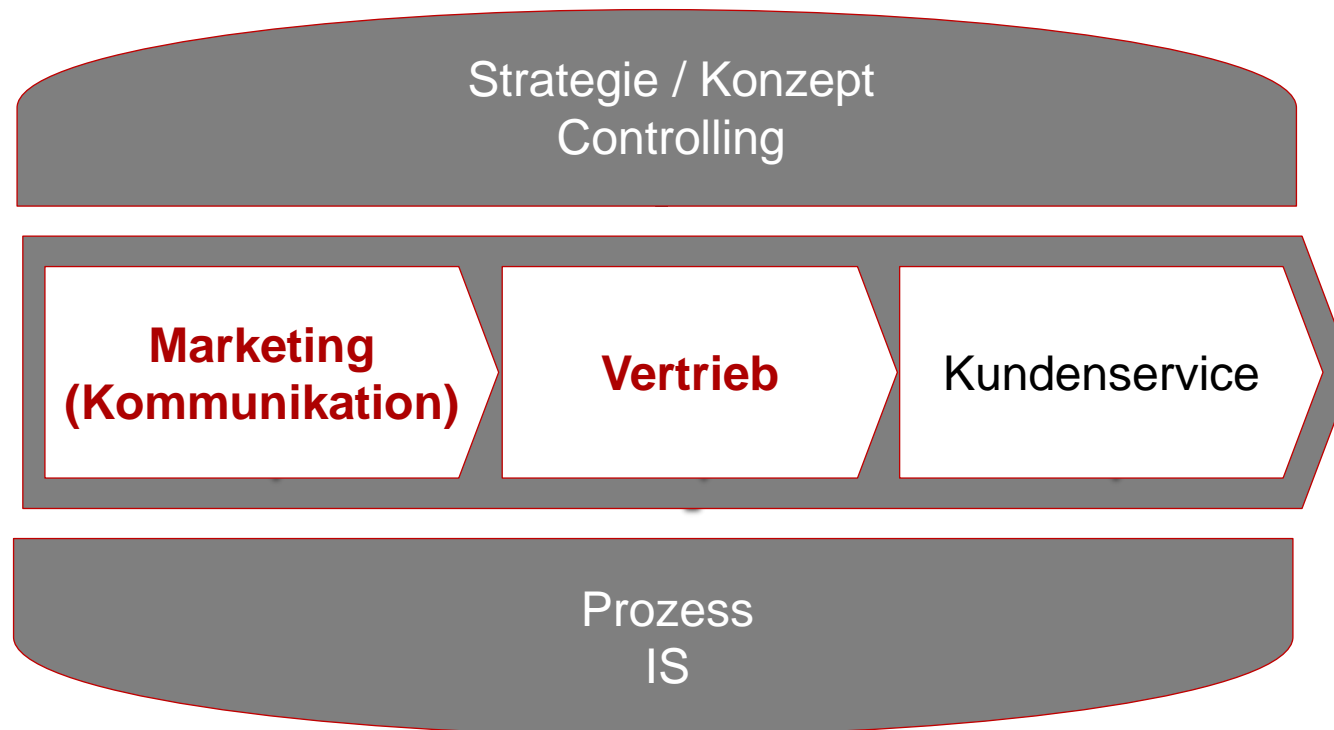 Strategie / Konzept
Controlling
Marketing
(Kommunikation)
Vertrieb
Kundenservice
Prozess
IS